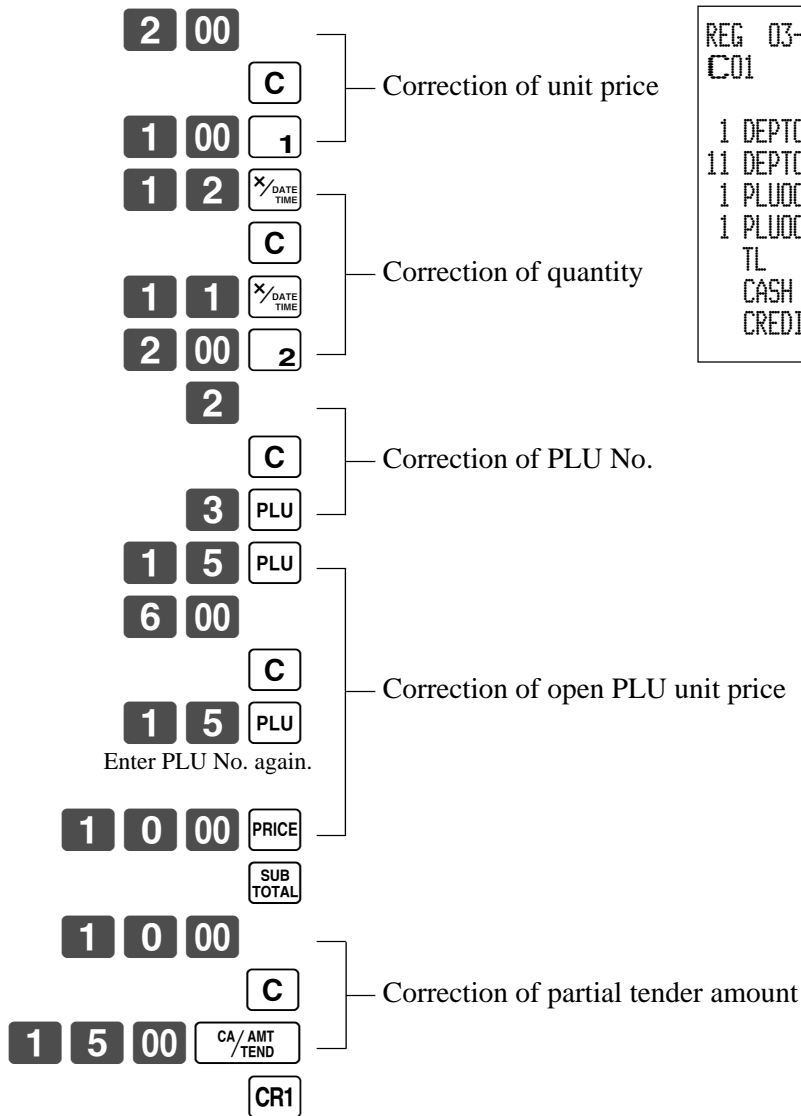 2 00
C
Correction of unit price
1 00 1
1 2 ×/DATE TIME
C
Correction of quantity
1 1 ×/DATE TIME
2 00 2
2
C
Correction of PLU No.
3 PLU
1 5 PLU
6 00
C
Correction of open PLU unit price
1 5 PLU
Enter PLU No. again.
1 0 00 PRICE
SUB TOTAL
1 0 00
C
Correction of partial tender amount
1 5 00 CA/AMT TEND
CR1
REG 03-
C01
1 DEPT0
11 DEPT0
1 PLU00
1 PLU00
TL
CASH
CREDI